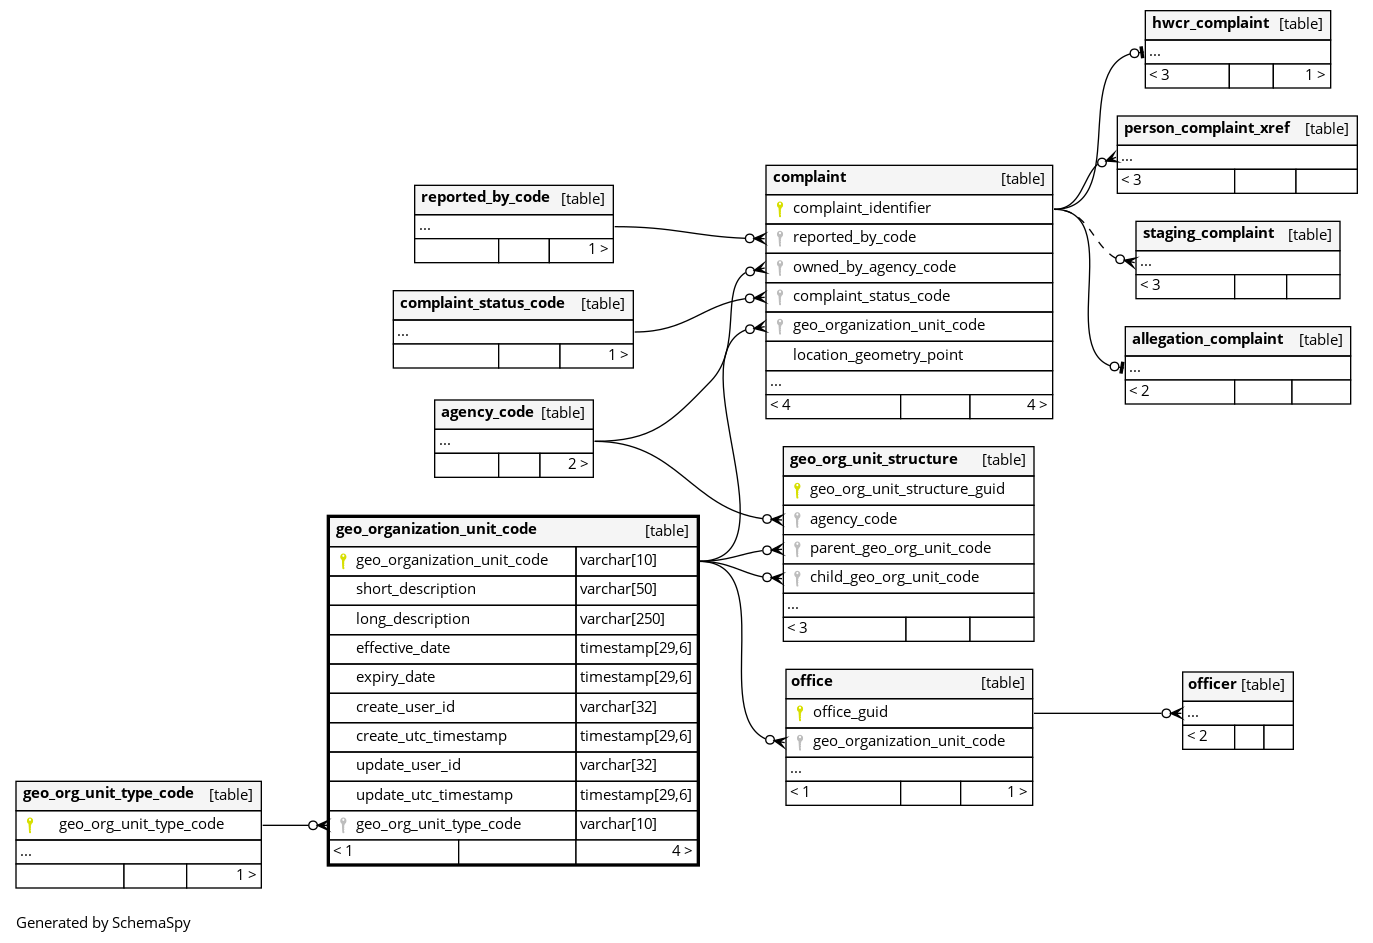 hwcr_complaint [table]
...
< 3 1 >
person_complaint_xref [table]
...
< 3
complaint [table]
complaint_identifier
reported_by_code
owned_by_agency_code
complaint_status_code
geo_organization_unit_code
location_geometry_point
...
< 4 4 >
reported_by_code [table]
...
1 >
staging_complaint [table]
...
< 3
complaint_status_code [table]
...
1 >
allegation_complaint [table]
...
< 2
agency_code [table]
...
2 >
geo_org_unit_structure [table]
geo_org_unit_structure_guid
agency_code
parent_geo_org_unit_code
child_geo_org_unit_code
...
< 3
geo_organization_unit_code [table]
geo_organization_unit_code varchar[10]
short_description varchar[50]
long_description varchar[250]
effective_date timestamp[29,6]
expiry_date timestamp[29,6]
create_user_id varchar[32]
create_utc_timestamp timestamp[29,6]
update_user_id varchar[32]
update_utc_timestamp timestamp[29,6]
geo_org_unit_type_code varchar[10]
< 1 4 >
office [table]
office_guid
geo_organization_unit_code
...
< 1 1 >
officer [table]
...
< 2
geo_org_unit_type_code [table]
geo_org_unit_type_code
...
1 >
Generated by SchemaSpy